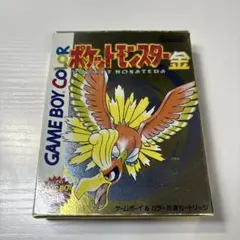 GAME BOY COLOR
ポケットモンスター金
POCKET MONSTERS
ゲームボーイ&カラー共通カートリッジ